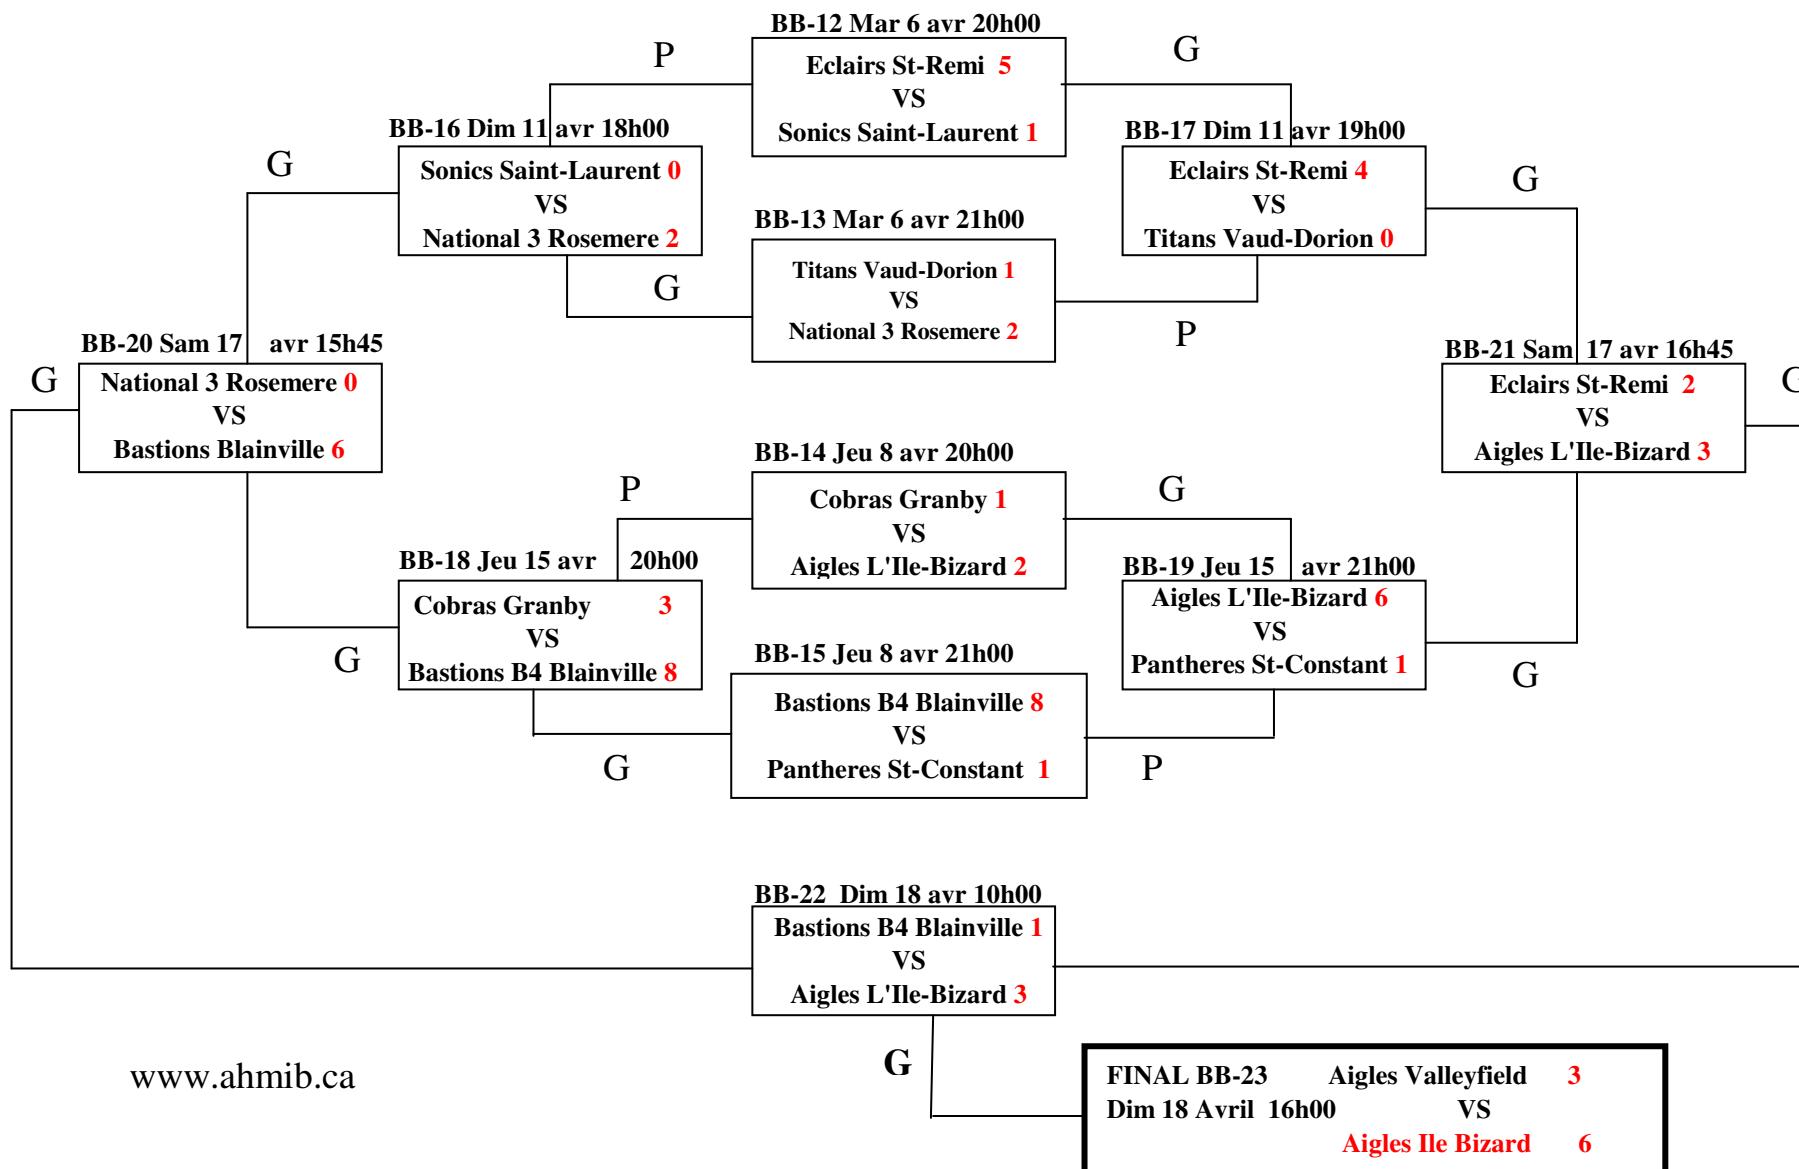 BB-12 Mar 6 avr 20h00
P
G
Eclairs St-Remi 5
VS
Sonics Saint-Laurent 1
BB-16 Dim 11 avr 18h00
BB-17 Dim 11 avr 19h00
G
Sonics Saint-Laurent 0
VS
National 3 Rosemere 2
Eclairs St-Remi 4
VS
Titans Vaud-Dorion 0
G
BB-13 Mar 6 avr 21h00
G
Titans Vaud-Dorion 1
VS
National 3 Rosemere 2
P
BB-20 Sam 17 avr 15h45
G
National 3 Rosemere 0
VS
Bastions Blainville 6
BB-21 Sam 17 avr 16h45
Eclairs St-Remi 2
VS
Aigles L'Ile-Bizard 3
G
BB-14 Jeu 8 avr 20h00
P
Cobras Granby 1
VS
Aigles L'Ile-Bizard 2
G
BB-18 Jeu 15 avr 20h00
Cobras Granby 3
VS
Bastions B4 Blainville 8
G
BB-19 Jeu 15 avr 21h00
Aigles L'Ile-Bizard 6
VS
Pantheres St-Constant 1
G
BB-15 Jeu 8 avr 21h00
Bastions B4 Blainville 8
VS
Pantheres St-Constant 1
G
P
BB-22 Dim 18 avr 10h00
Bastions B4 Blainville 1
VS
Aigles L'Ile-Bizard 3
G
www.ahmib.ca
FINAL BB-23 Aigles Valleyfield 3
Dim 18 Avril 16h00 VS
Aigles Ile Bizard 6